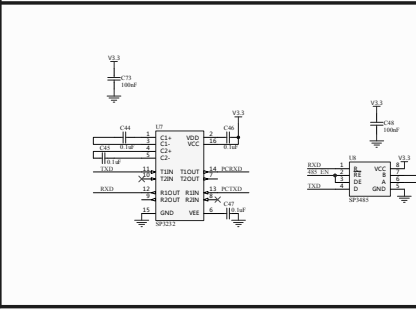 V3.3
C73
100nF
V3.3
C48
100nF
V3.3
U7
C44
0.1uF
C45
0.1uF
C46
0.1uF
1 C1+ VDD 2
3 C1- VCC 16
4 C2+
5 C2-
TXD 11 T1IN T1OUT 14 PCRXD
10 T2IN T2OUT 7
RXD 12 R1OUT R1IN 13 PCTXD
9 R2OUT R2IN 8
15 GND VEE 6
C47
0.1uF
SP3232
U8
V3.3
RXD 1 R VCC 8
485_EN 2 RE B 7
3 DE A 6
TXD 4 D GND 5
SP3485